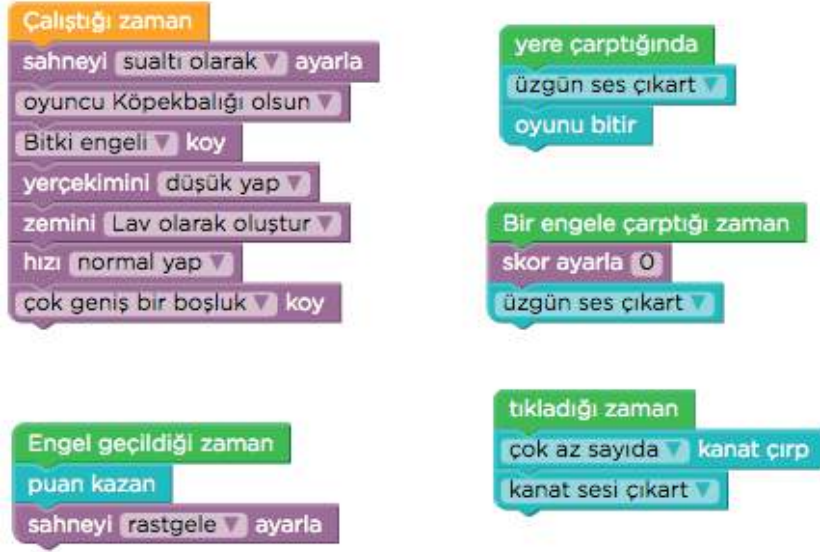 Çalıştığı zaman
sahneyi sualtı olarak ayarla
oyuncu Köpekbalığı olsun
Bitki engeli koy
yerçekimini düşük yap
zemini Lav olarak oluştur
hızı normal yap
çok geniş bir boşluk koy
yere çarptığında
üzgün ses çıkart
oyunu bitir
Bir engele çarptığı zaman
skor ayarla 0
üzgün ses çıkart
Engel geçildiği zaman
puan kazan
sahneyi rastgele ayarla
tıkladığı zaman
çok az sayıda kanat çırp
kanat sesi çıkart